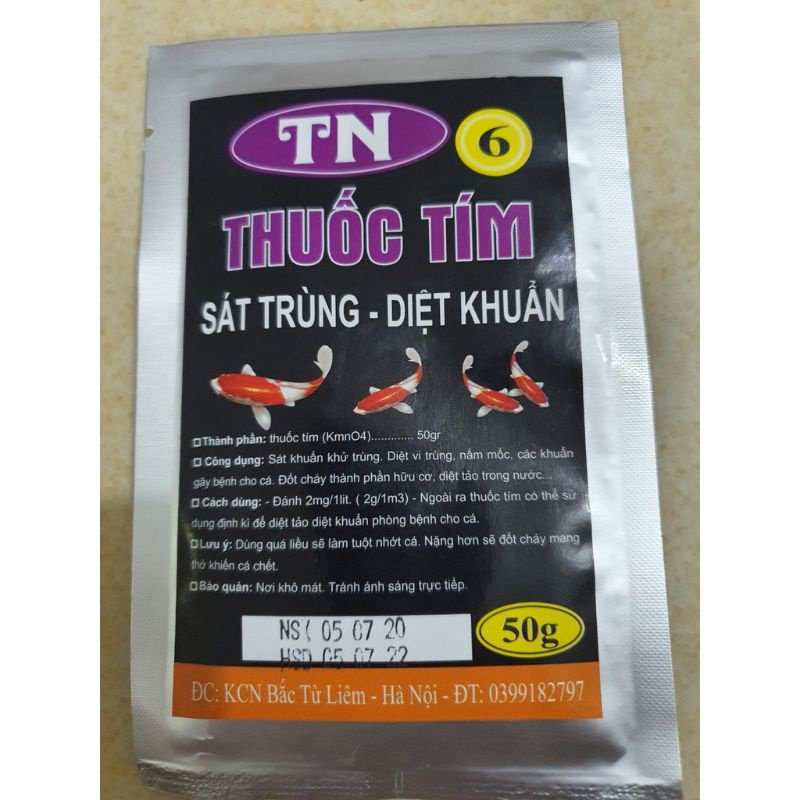 TN
6
THUỐC TÍM
SÁT TRÙNG - DIỆT KHUẨN
Thành phần: thuốc tím (KmnO4)............. 50gr
Công dụng: Sát khuẩn khử trùng. Diệt vi trùng, nấm mốc, các khuẩn
gây bệnh cho cá. Đốt cháy thành phần hữu cơ, diệt tảo trong nước...
Cách dùng: - Đánh 2mg/1lit. ( 2g/1m3) - Ngoài ra thuốc tím có thể sử
dụng định kì để diệt tảo diệt khuẩn phòng bệnh cho cá.
Lưu ý: Dùng quá liều sẽ làm tuột nhớt cá. Nặng hơn sẽ đốt cháy mang
thở khiến cá chết.
Bảo quản: Nơi khô mát. Tránh ánh sáng trực tiếp.
NSX 05 07 20
HSD 05 07 22
50g
ĐC: KCN Bắc Từ Liêm - Hà Nội - ĐT: 0399182797